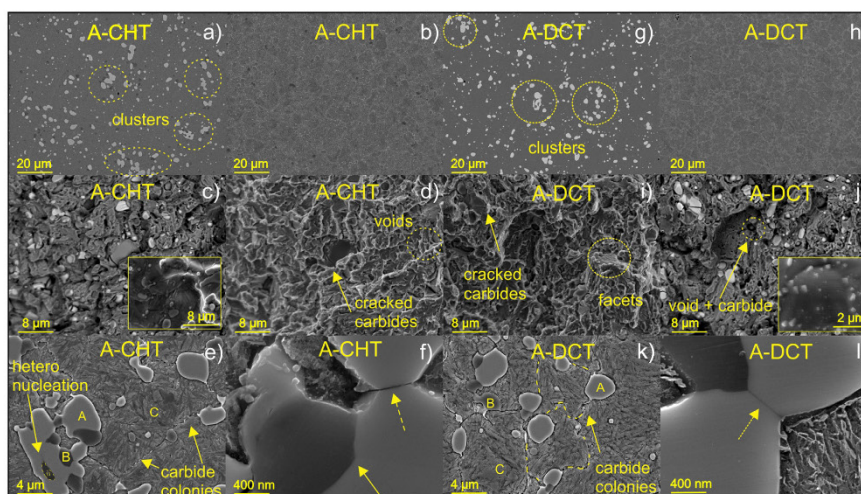 A-CHT a)
clusters
20 µm
A-CHT b)
20 µm
A-DCT g)
clusters
20 µm
A-DCT h
20 µm
A-CHT c)
8 µm
8 µm
A-CHT d)
voids
cracked
carbides
8 µm
A-DCT i)
cracked
carbides
facets
8 µm
A-DCT
void + carbide
8 µm
2 µm
A-CHT e)
hetero
nucleation
A
C
B
carbide
colonies
4 µm
A-CHT f)
400 nm
A-DCT k)
A
B
C
carbide
colonies
4 µm
A-DCT l
400 nm